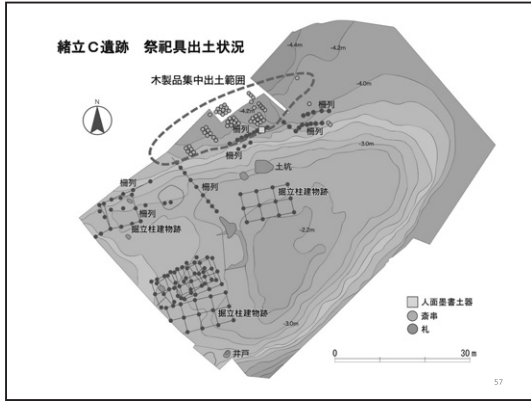 緒立C遺跡 祭祀具出土状況
木製品集中出土範囲
-4.4m
-4.2m
-4.0m
N
-4.2m
柵列
柵列
柵列
柵列
-3.0m
土坑
柵列
柵列
掘立柱建物跡
掘立柱建物跡
-2.2m
掘立柱建物跡
-3.0m
井戸
人面墨書土器
斎串
札
0 30m
57